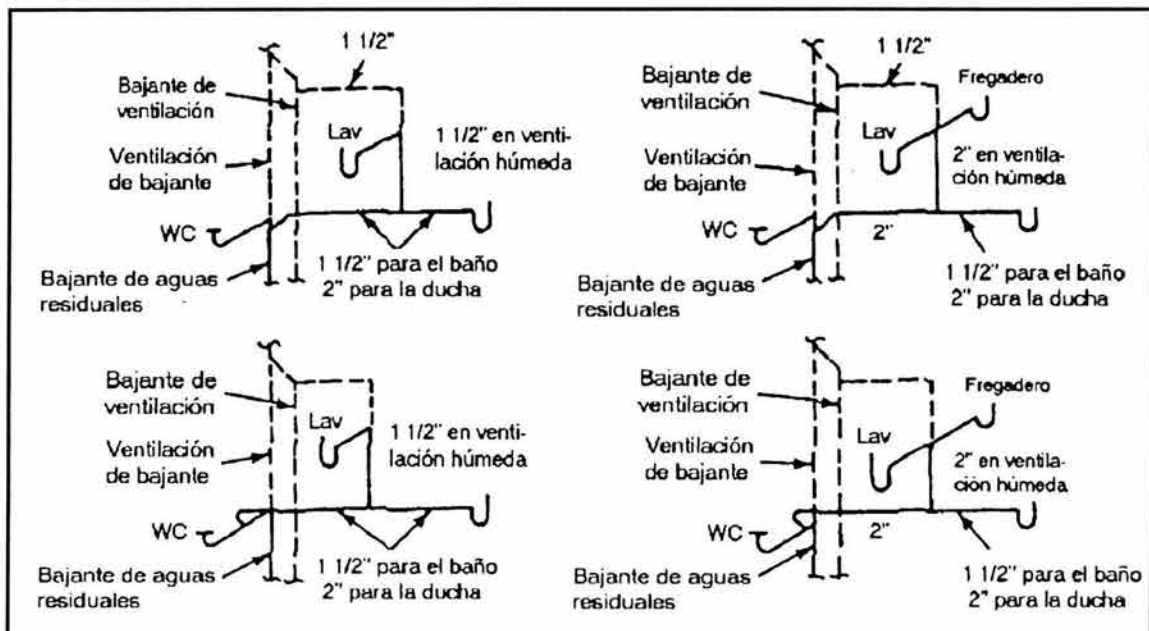 1 1/2"
Bajante de
ventilación
Lav
1 1/2" en venti-
lación húmeda
Ventilación
de bajante
WC
1 1/2" para el baño
2" para la ducha
Bajante de aguas
residuales
1 1/2"
Bajante de
ventilación
Fregadero
Lav
2" en ventila-
ción húmeda
Ventilación
de bajante
WC
2"
1 1/2" para el baño
2" para la ducha
Bajante de aguas
residuales
Bajante de
ventilación
Lav
1 1/2" en venti-
lación húmeda
Ventilación
de bajante
WC
1 1/2" para el baño
2" para la ducha
Bajante de aguas
residuales
Bajante de
ventilación
Fregadero
Lav
2" en ventila-
ción húmeda
Ventilación
de bajante
WC
2"
1 1/2" para el baño
2" para la ducha
Bajante de aguas
residuales